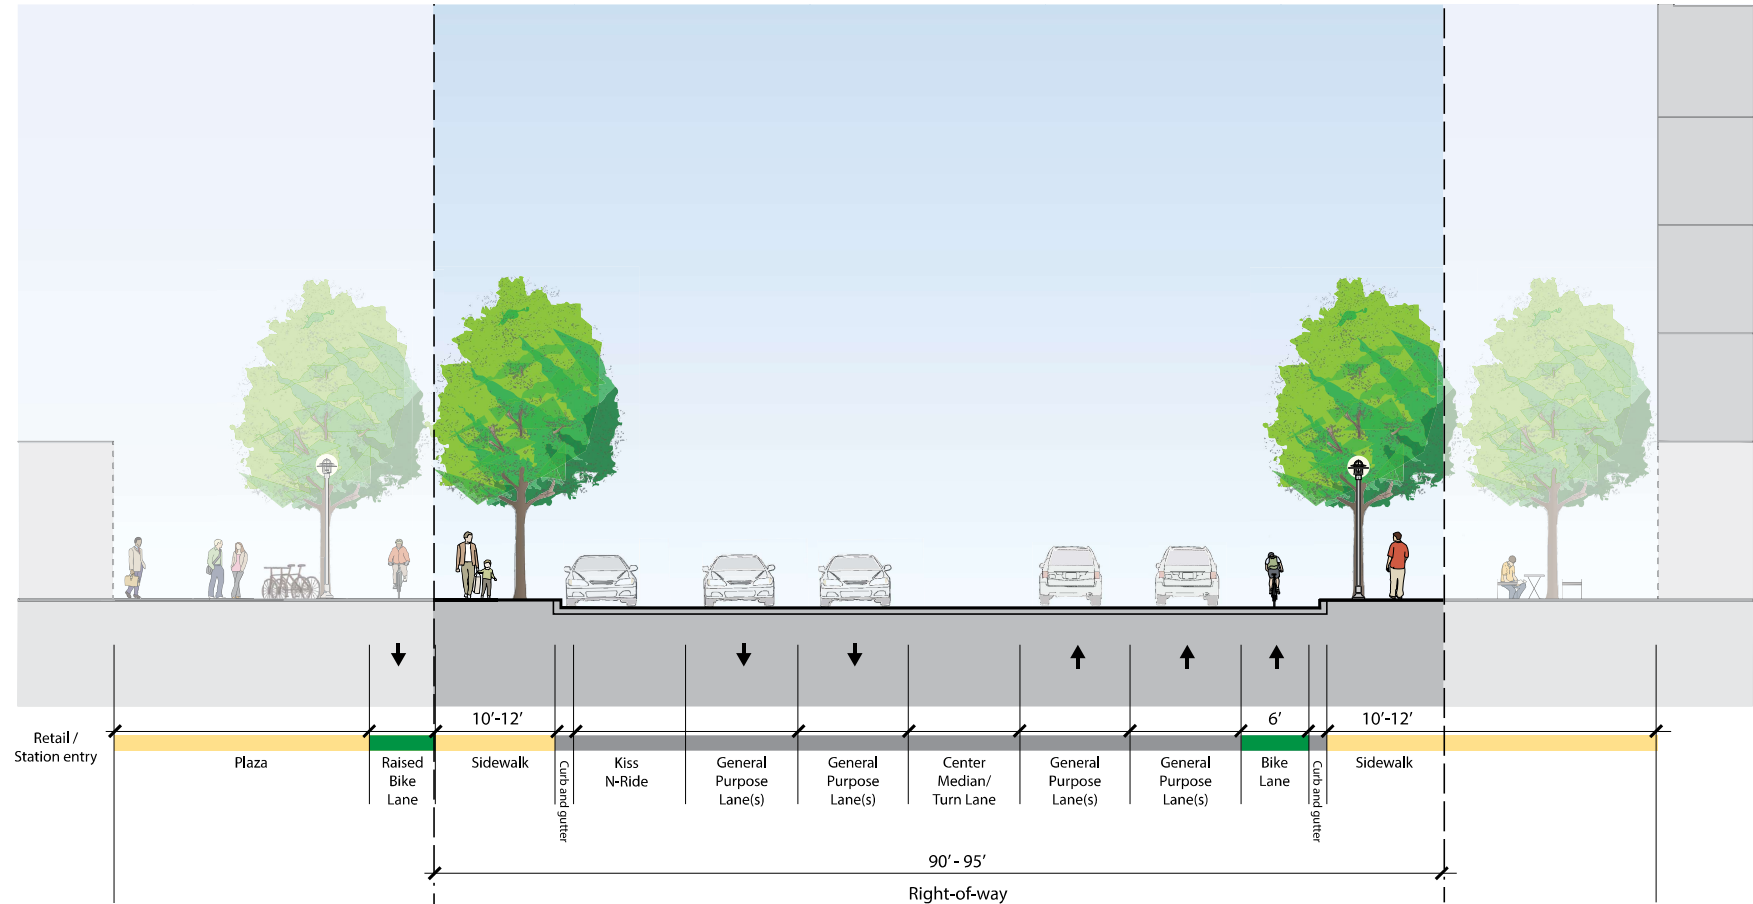 10'-12'
6'
10'-12'
Retail /
Station entry
Plaza
Raised
Bike
Lane
Sidewalk
Curb and gutter
Kiss
N-Ride
General
Purpose
Lane(s)
General
Purpose
Lane(s)
Center
Median/
Turn Lane
General
Purpose
Lane(s)
General
Purpose
Lane(s)
Bike
Lane
Curb and gutter
Sidewalk
90' - 95'
Right-of-way